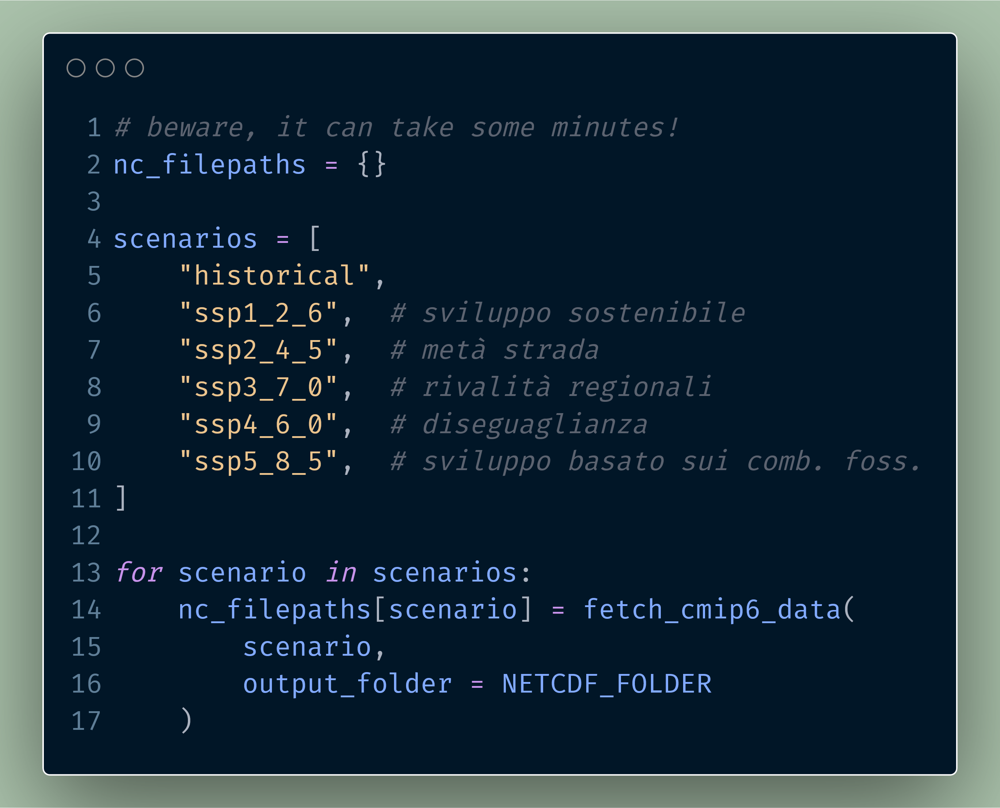 1 # beware, it can take some minutes!
2 nc_filepaths = {}
3
4 scenarios = [
5     "historical",
6     "ssp1_2_6",  # sviluppo sostenibile
7     "ssp2_4_5",  # metà strada
8     "ssp3_7_0",  # rivalità regionali
9     "ssp4_6_0",  # diseguaglianza
10     "ssp5_8_5",  # sviluppo basato sui comb. foss.
11 ]
12
13 for scenario in scenarios:
14     nc_filepaths[scenario] = fetch_cmip6_data(
15         scenario,
16         output_folder = NETCDF_FOLDER
17     )